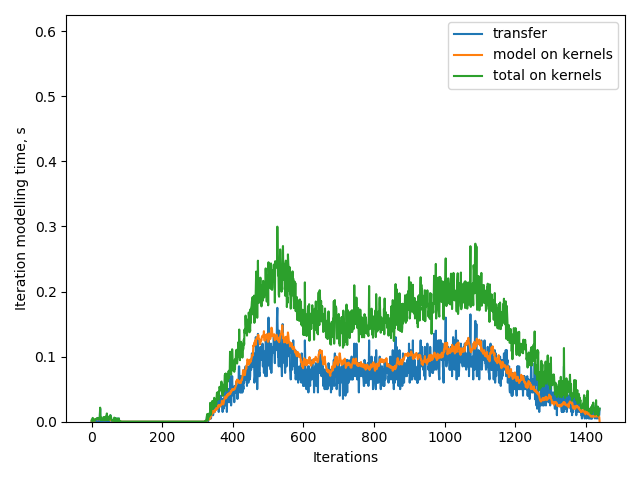 transfer
model on kernels
total on kernels
Iteration modelling time, s
0.6
0.5
0.4
0.3
0.2
0.1
0.0
0 200 400 600 800 1000 1200 1400
Iterations